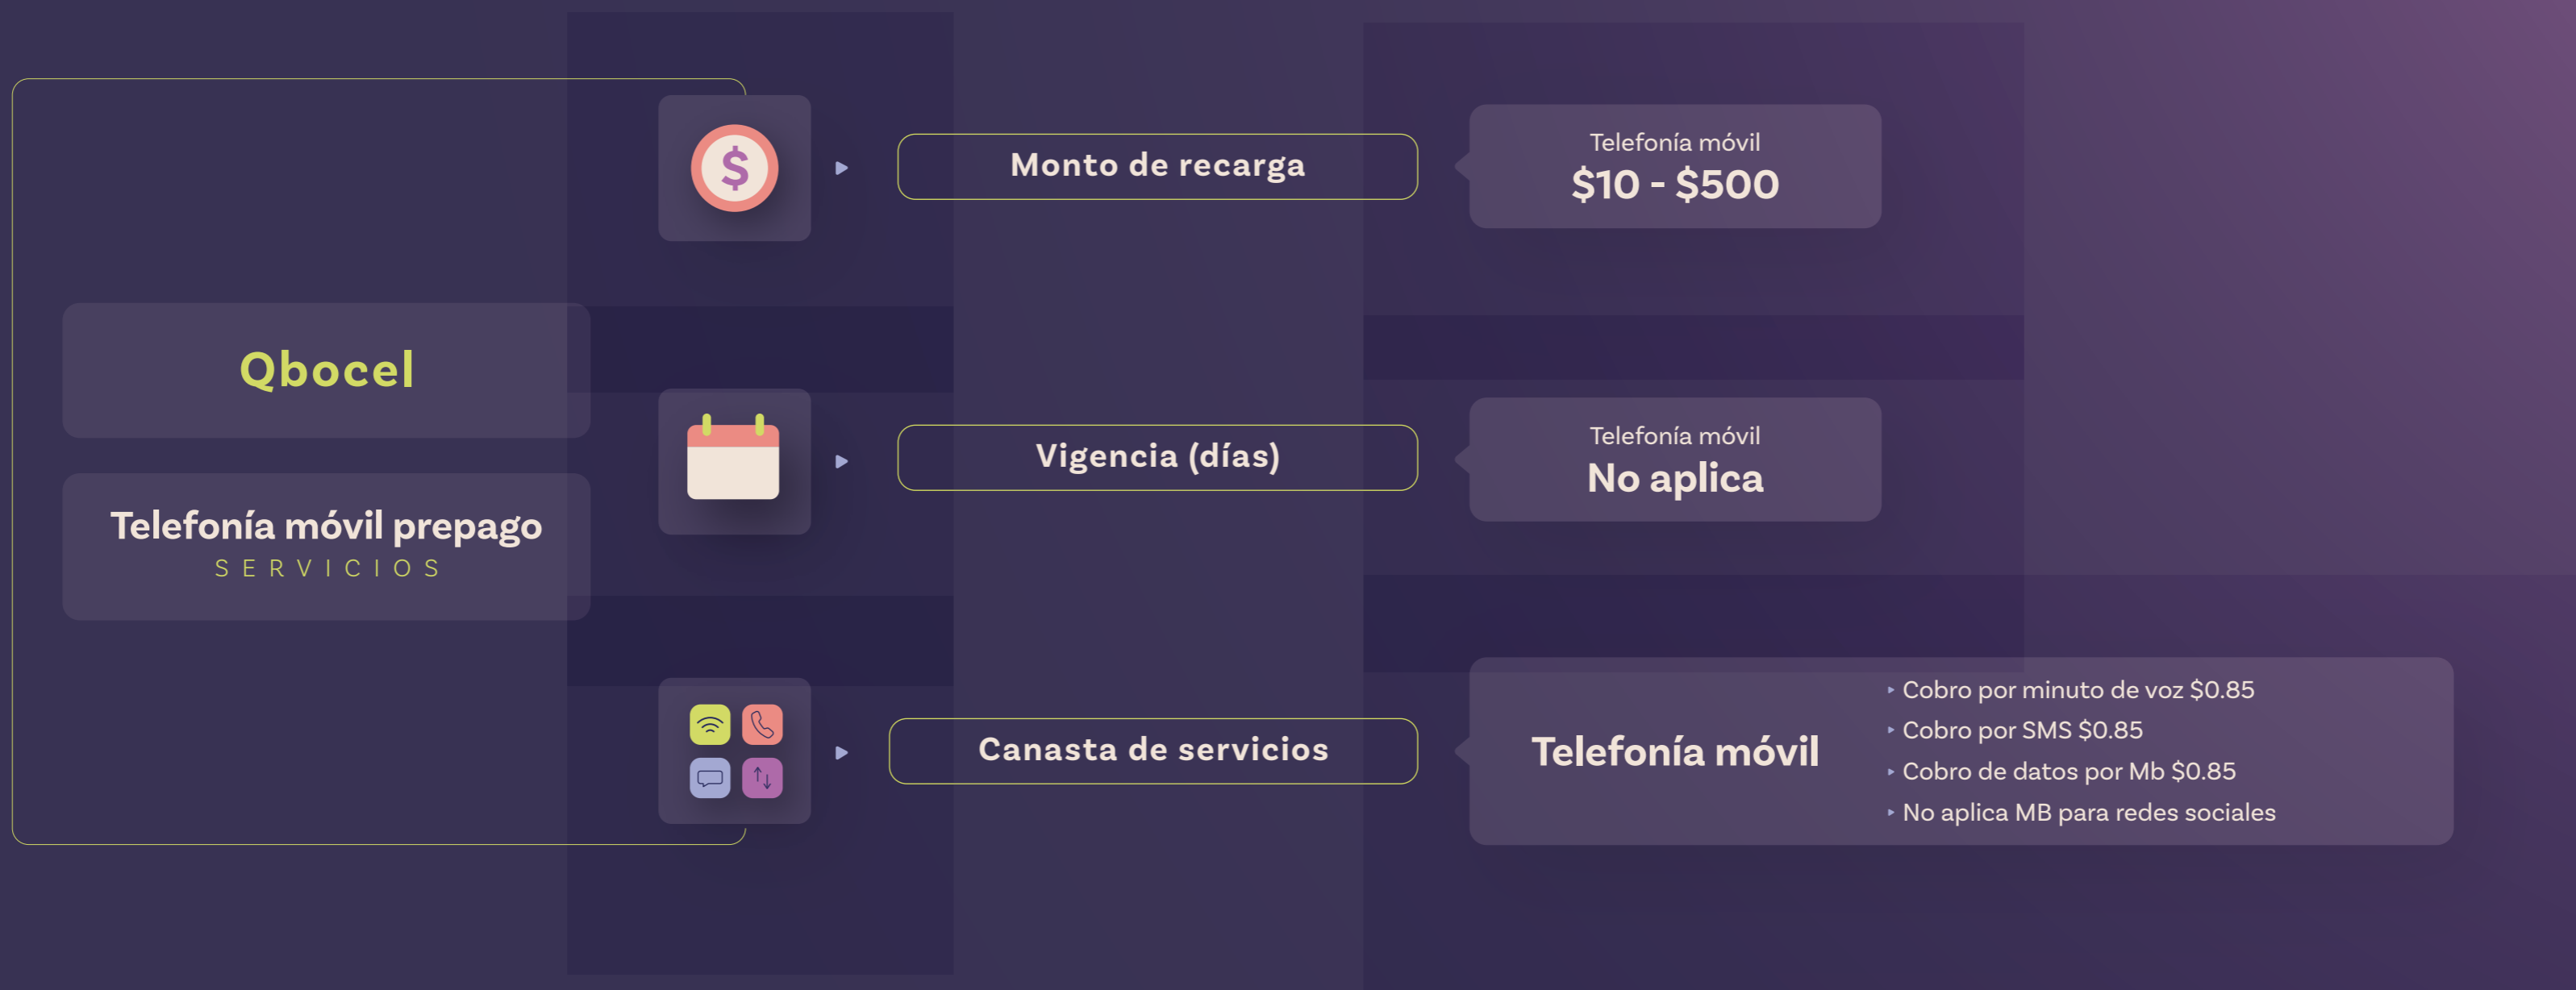 Qbocel
Telefonía móvil prepago
SERVICIOS
$
Monto de recarga
Telefonía móvil
$10 - $500
Vigencia (días)
Telefonía móvil
No aplica
Canasta de servicios
Telefonía móvil
Cobro por minuto de voz $0.85
Cobro por SMS $0.85
Cobro de datos por Mb $0.85
No aplica MB para redes sociales